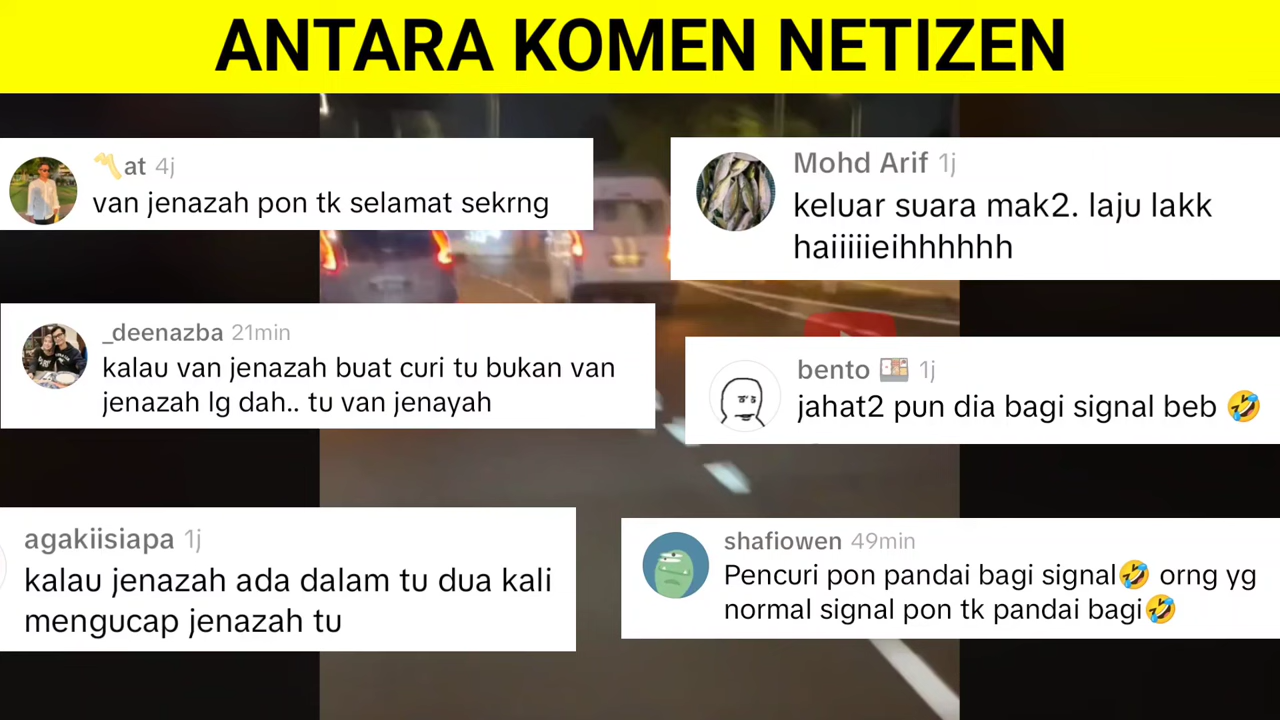 ANTARA KOMEN NETIZEN
at 4j
van jenazah pon tk selamat sekrng
Mohd Arif 1j
keluar suara mak2. laju lakk
haiiiiieihhhhhh
_deenazba 21min
kalau van jenazah buat curi tu bukan van
jenazah lg dah.. tu van jenayah
bento 🍱 1j
jahat2 pun dia bagi signal beb 🤣
agakiisiapa 1j
kalau jenazah ada dalam tu dua kali
mengucap jenazah tu
shafiowen 49min
Pencuri pon pandai bagi signal🤣 orng yg
normal signal pon tk pandai bagi🤣